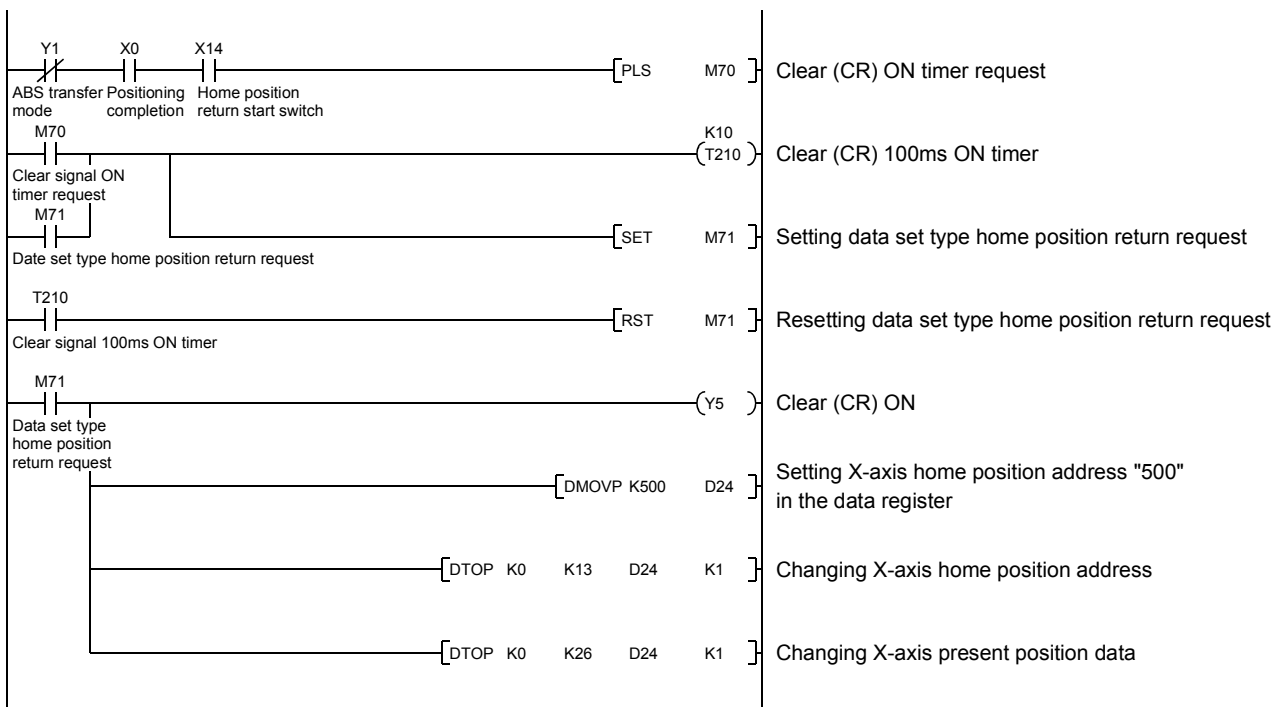 Y1 X0 X14
[PLS M70] Clear (CR) ON timer request
ABS transfer Positioning Home position
mode completion return start switch
M70 K10
(T210) Clear (CR) 100ms ON timer
Clear signal ON
timer request
M71
[SET M71] Setting data set type home position return request
Date set type home position return request
T210
[RST M71] Resetting data set type home position return request
Clear signal 100ms ON timer
M71
(Y5) Clear (CR) ON
Data set type
home position
return request
[DMOVP K500 D24] Setting X-axis home position address "500"
in the data register
[DTOP K0 K13 D24 K1] Changing X-axis home position address
[DTOP K0 K26 D24 K1] Changing X-axis present position data